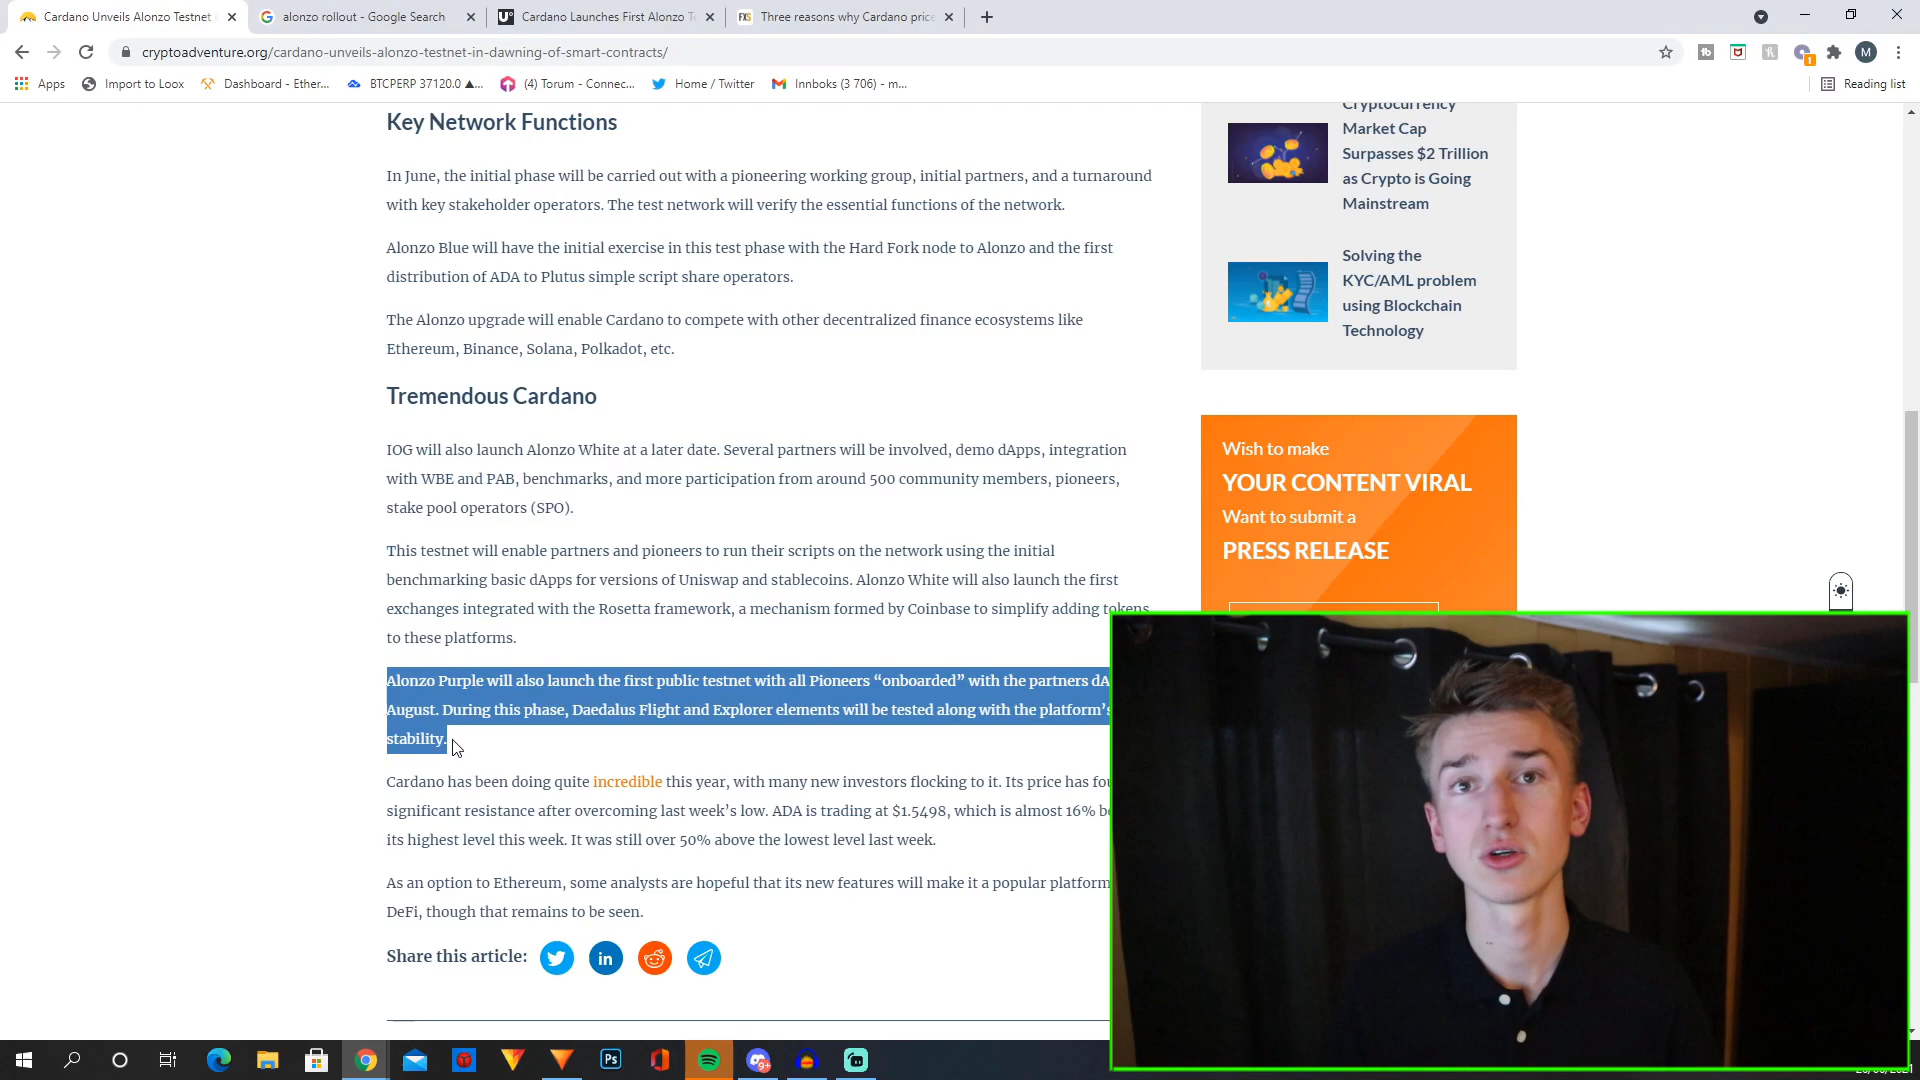 Cardano Unveils Alonzo Testnet
alonzo rollout - Google Search
Cardano Launches First Alonzo
Three reasons why Cardano price
cryptoadventure.org/cardano-unveils-alonzo-testnet-in-dawning-of-smart-contracts/
Apps
Import to Loox
Dashboard - Ether...
BTCPERP 37120.0 ▲...
(4) Torum - Connec...
Home / Twitter
Innboks (3 706) - m...
Reading list
Key Network Functions
In June, the initial phase will be carried out with a pioneering working group, initial partners, and a turnaround
with key stakeholder operators. The test network will verify the essential functions of the network.
Alonzo Blue will have the initial exercise in this test phase with the Hard Fork node to Alonzo and the first
distribution of ADA to Plutus simple script share operators.
The Alonzo upgrade will enable Cardano to compete with other decentralized finance ecosystems like
Ethereum, Binance, Solana, Polkadot, etc.
Tremendous Cardano
IOG will also launch Alonzo White at a later date. Several partners will be involved, demo dApps, integration
with WBE and PAB, benchmarks, and more participation from around 500 community members, pioneers,
stake pool operators (SPO).
This testnet will enable partners and pioneers to run their scripts on the network using the initial
benchmarking basic dApps for versions of Uniswap and stablecoins. Alonzo White will also launch the first
exchanges integrated with the Rosetta framework, a mechanism formed by Coinbase to simplify adding tokens
to these platforms.
Alonzo Purple will also launch the first public testnet with all Pioneers “onboarded” with the partners dA
August. During this phase, Daedalus Flight and Explorer elements will be tested along with the platform’s
stability.
Cardano has been doing quite incredible this year, with many new investors flocking to it. Its price has fou
significant resistance after overcoming last week’s low. ADA is trading at $1.5498, which is almost 16% be
its highest level this week. It was still over 50% above the lowest level last week.
As an option to Ethereum, some analysts are hopeful that its new features will make it a popular platform
DeFi, though that remains to be seen.
Share this article:
Cryptocurrency
Market Cap
Surpasses $2 Trillion
as Crypto is Going
Mainstream
Solving the
KYC/AML problem
using Blockchain
Technology
Wish to make
YOUR CONTENT VIRAL
Want to submit a
PRESS RELEASE